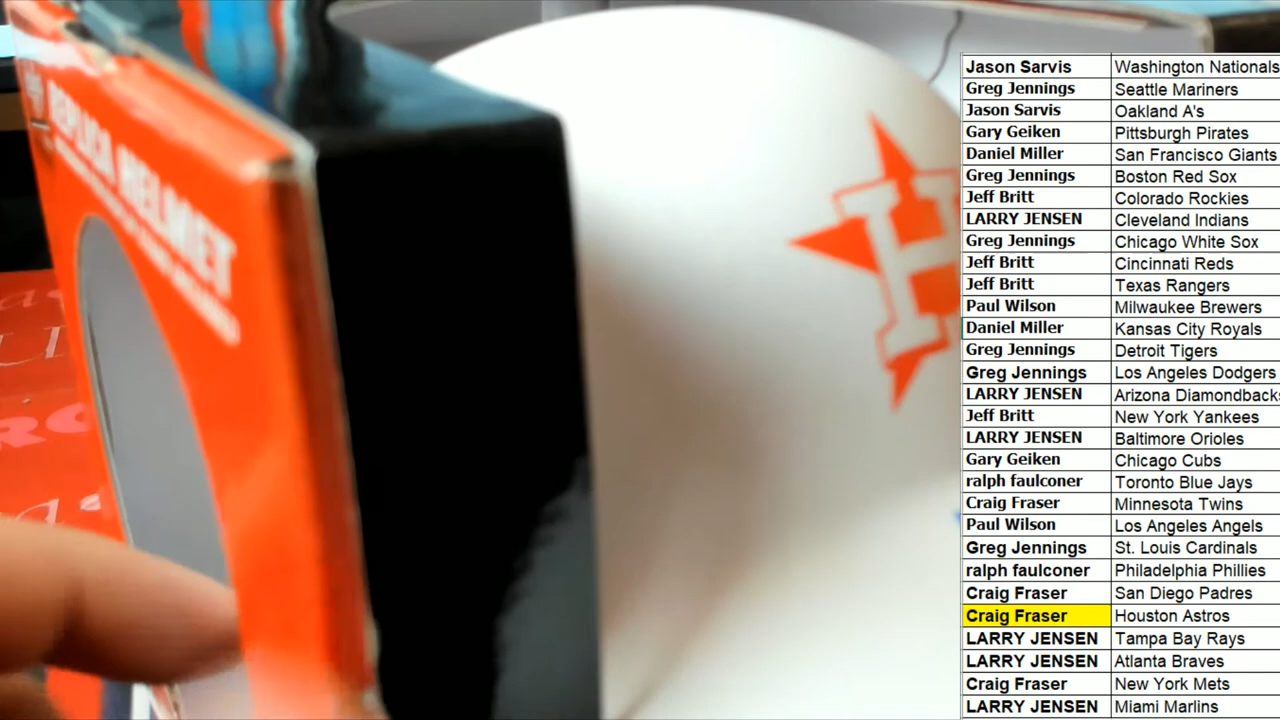 REPLICA HELMET
H
Jason Sarvis Washington Nationals
Greg Jennings Seattle Mariners
Jason Sarvis Oakland A's
Gary Geiken Pittsburgh Pirates
Daniel Miller San Francisco Giants
Greg Jennings Boston Red Sox
Jeff Britt Colorado Rockies
LARRY JENSEN Cleveland Indians
Greg Jennings Chicago White Sox
Jeff Britt Cincinnati Reds
Jeff Britt Texas Rangers
Paul Wilson Milwaukee Brewers
Daniel Miller Kansas City Royals
Greg Jennings Detroit Tigers
Greg Jennings Los Angeles Dodgers
LARRY JENSEN Arizona Diamondbacks
Jeff Britt New York Yankees
LARRY JENSEN Baltimore Orioles
Gary Geiken Chicago Cubs
ralph faulconer Toronto Blue Jays
Craig Fraser Minnesota Twins
Paul Wilson Los Angeles Angels
Greg Jennings St. Louis Cardinals
ralph faulconer Philadelphia Phillies
Craig Fraser San Diego Padres
Craig Fraser Houston Astros
LARRY JENSEN Tampa Bay Rays
LARRY JENSEN Atlanta Braves
Craig Fraser New York Mets
LARRY JENSEN Miami Marlins